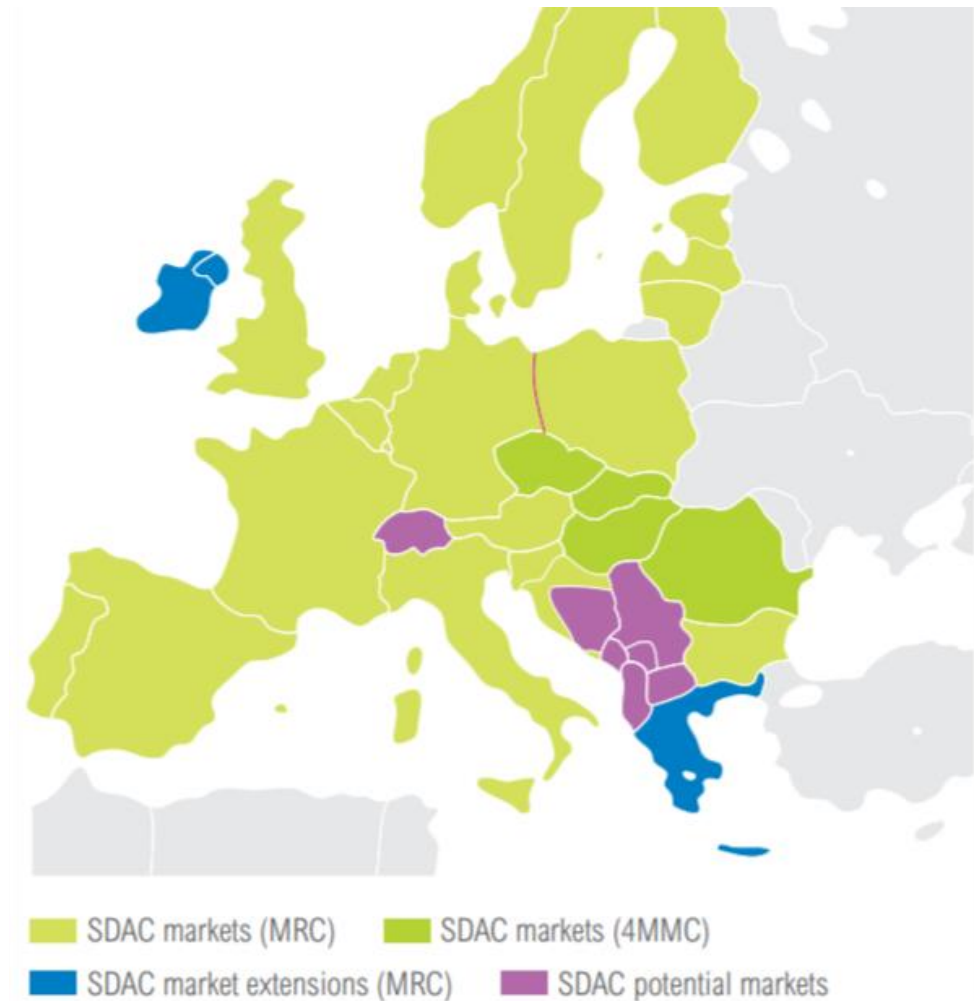 SDAC markets (MRC) SDAC markets (4MMC)
SDAC market extensions (MRC) SDAC potential markets